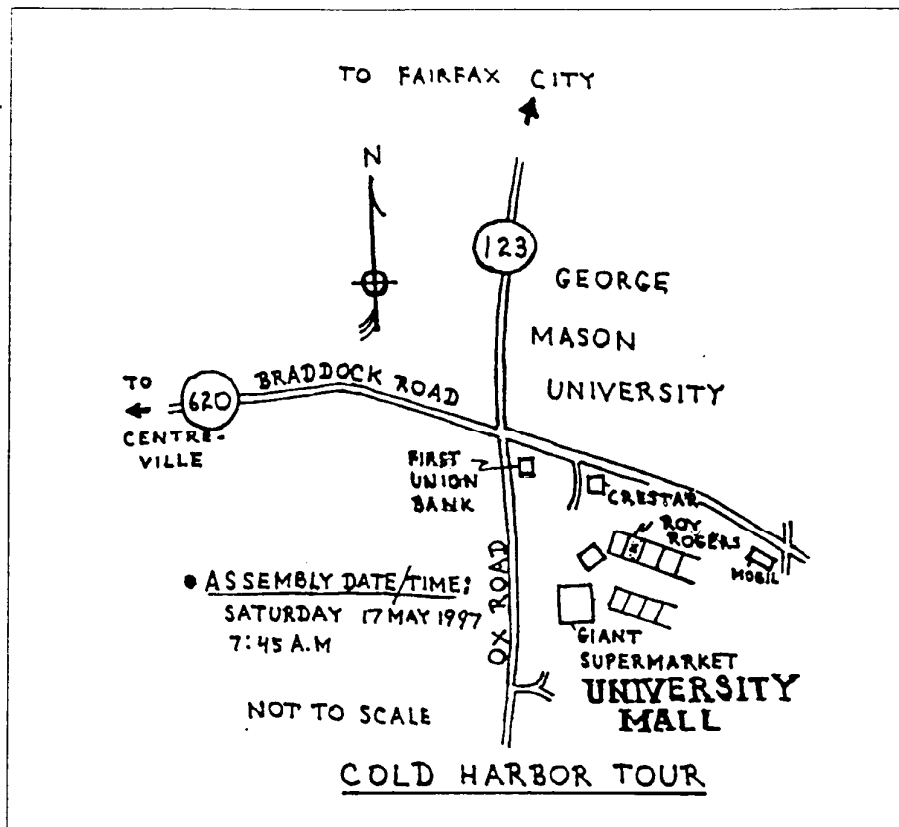 TO FAIRFAX CITY
N
123
GEORGE
MASON
UNIVERSITY
BRADDOCK ROAD
TO
620
CENTRE-
VILLE
FIRST
UNION
BANK
CRESTAR
ROY
ROGERS
MOBIL
OX ROAD
• ASSEMBLY DATE/TIME:
SATURDAY 17 MAY 1997
7:45 A.M
GIANT
SUPERMARKET
UNIVERSITY
MALL
NOT TO SCALE
COLD HARBOR TOUR